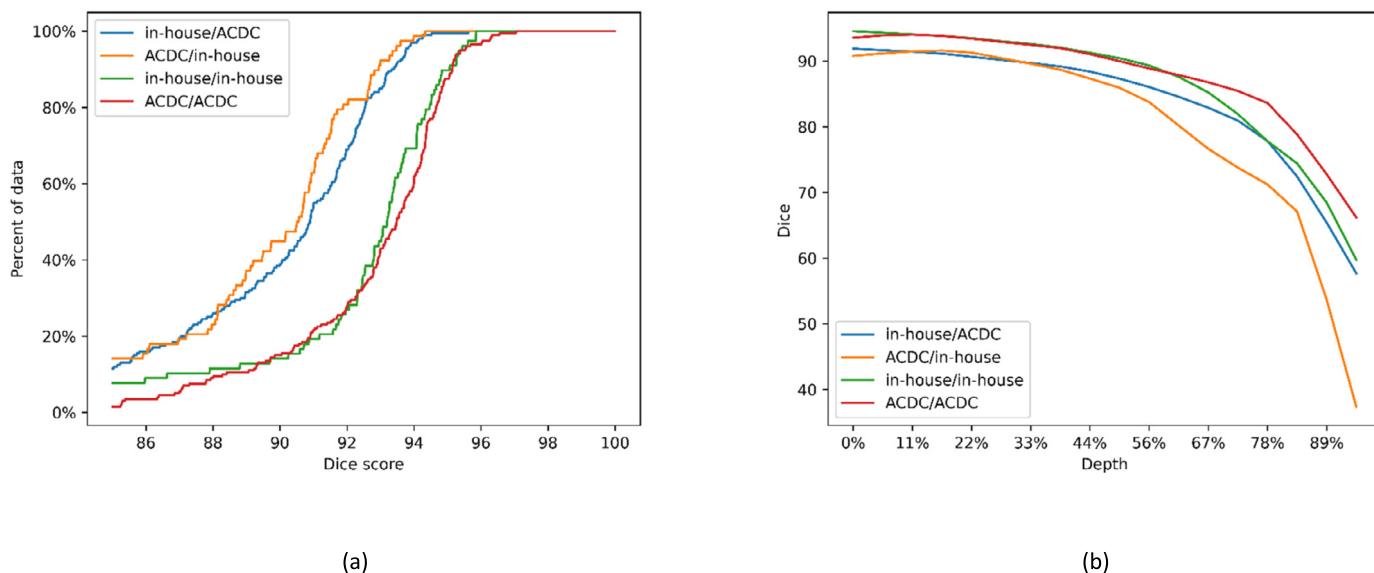 100%
80%
60%
40%
20%
0%
Percent of data
in-house/ACDC
ACDC/in-house
in-house/in-house
ACDC/ACDC
86 88 90 92 94 96 98 100
Dice score
(a)
90
80
70
60
50
40
Dice
in-house/ACDC
ACDC/in-house
in-house/in-house
ACDC/ACDC
0% 11% 22% 33% 44% 56% 67% 78% 89%
Depth
(b)